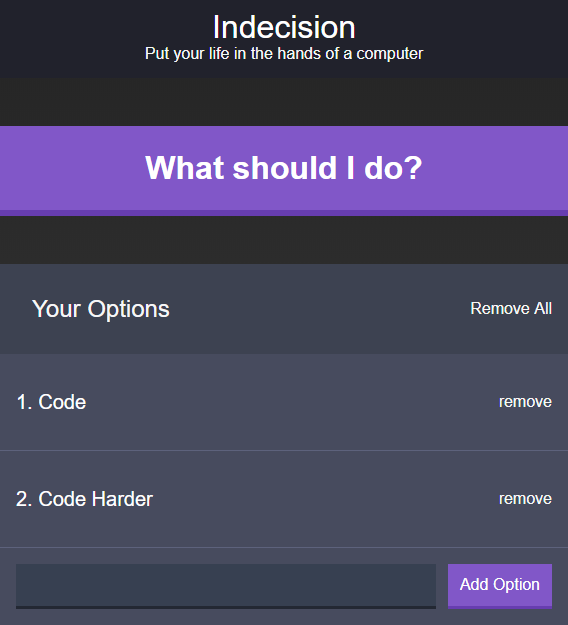 Indecision
Put your life in the hands of a computer
What should I do?
Your Options
Remove All
1. Code
remove
2. Code Harder
remove
Add Option